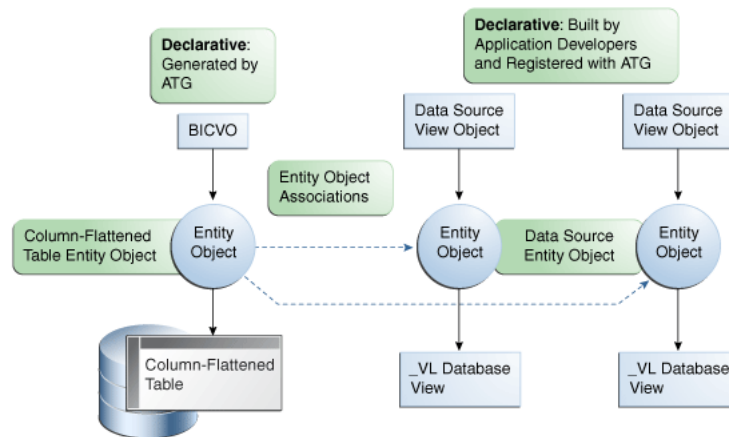 Declarative:
Generated by
ATG
Declarative: Built by
Application Developers
and Registered with ATG
BICVO
Data Source
View Object
Data Source
View Object
Entity Object
Associations
Column-Flattened
Table Entity Object
Entity
Object
Entity
Object
Data Source
Entity Object
Entity
Object
Column-Flattened
Table
_VL Database
View
_VL Database
View